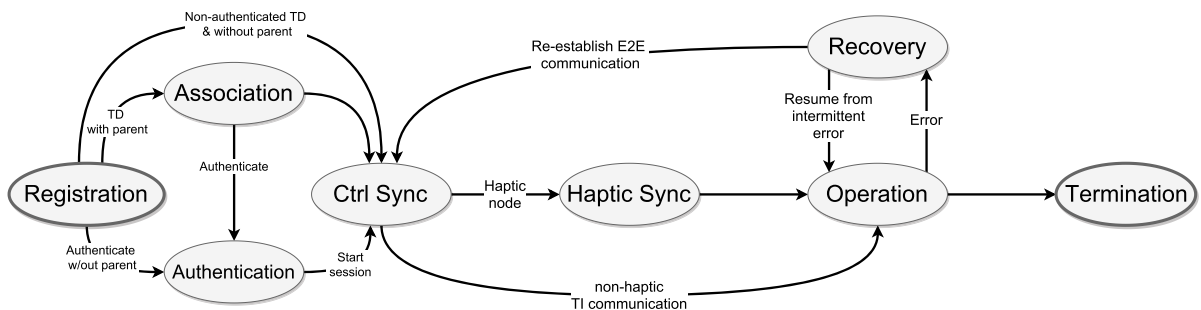 Non-authenticated TD
& without parent
Re-establish E2E
communication
Recovery
Association
TD
with parent
Resume from
intermittent
error
Error
Authenticate
Registration
Ctrl Sync
Haptic
node
Haptic Sync
Operation
Termination
Authenticate
w/out parent
Authentication
Start
session
non-haptic
TI communication